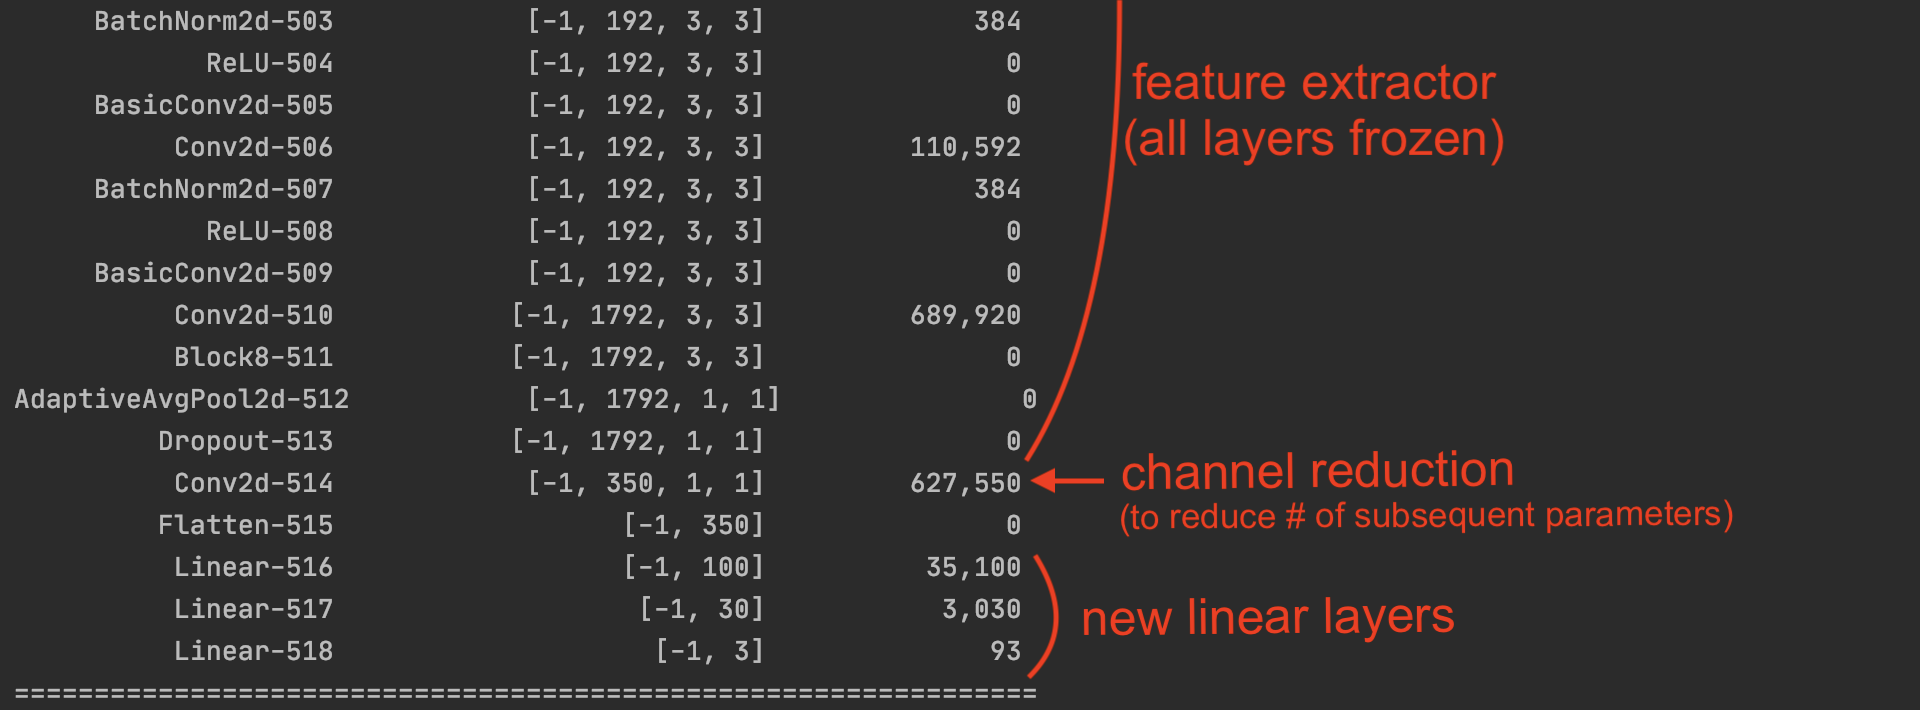 BatchNorm2d-503 [-1, 192, 3, 3] 384
ReLU-504 [-1, 192, 3, 3] 0
feature extractor
BasicConv2d-505 [-1, 192, 3, 3] 0
(all layers frozen)
Conv2d-506 [-1, 192, 3, 3] 110,592
BatchNorm2d-507 [-1, 192, 3, 3] 384
ReLU-508 [-1, 192, 3, 3] 0
BasicConv2d-509 [-1, 192, 3, 3] 0
Conv2d-510 [-1, 1792, 3, 3] 689,920
Block8-511 [-1, 1792, 3, 3] 0
AdaptiveAvgPool2d-512 [-1, 1792, 1, 1] 0
Dropout-513 [-1, 1792, 1, 1] 0
Conv2d-514 [-1, 350, 1, 1] 627,550
channel reduction
(to reduce # of subsequent parameters)
Flatten-515 [-1, 350] 0
Linear-516 [-1, 100] 35,100
Linear-517 [-1, 30] 3,030
new linear layers
Linear-518 [-1, 3] 93
================================================================